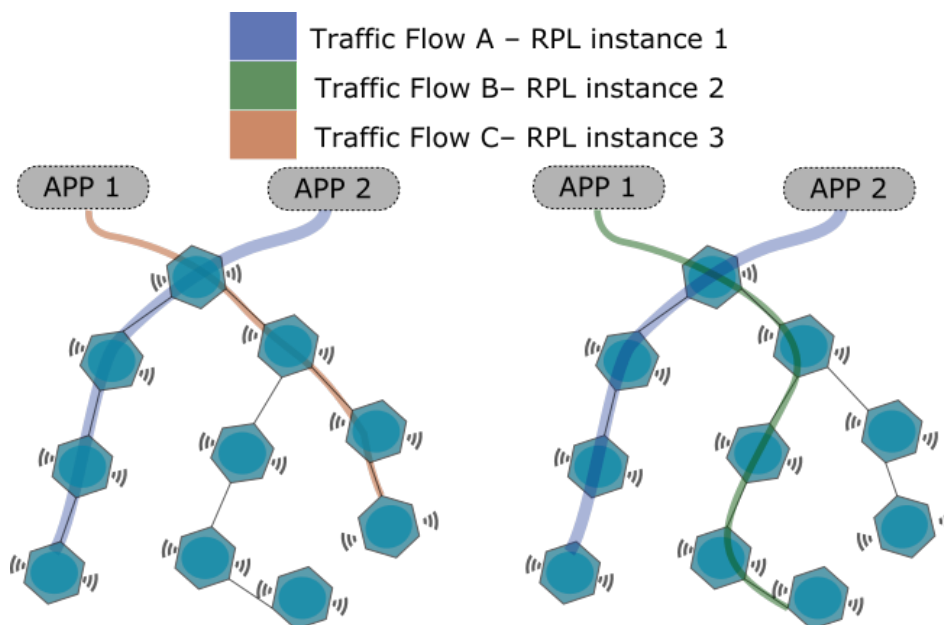 Traffic Flow A – RPL instance 1
Traffic Flow B– RPL instance 2
Traffic Flow C– RPL instance 3
APP 1
APP 2
APP 1
APP 2